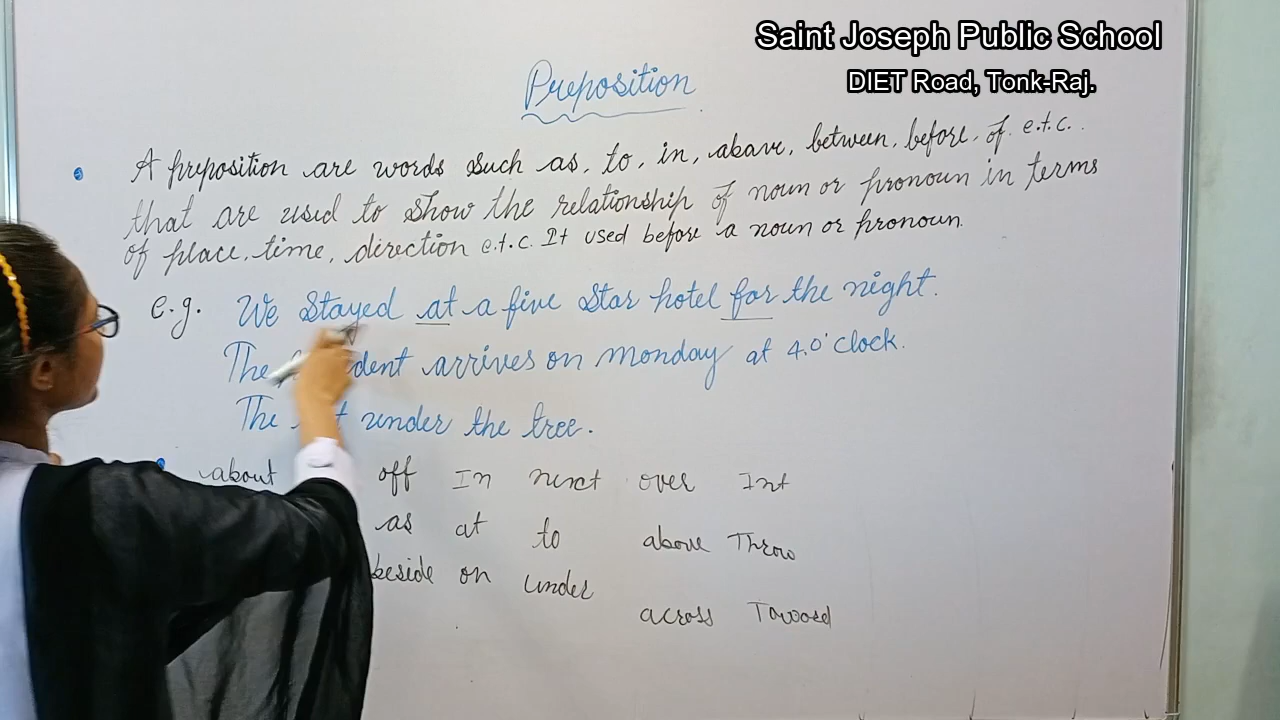 Saint Joseph Public School
DIET Road, Tonk-Raj.
Preposition
A preposition are words such as, to, in, abave, between, before, of e.t.c..
that are used to show the relationship of noun or pronoun in terms
of place, time, direction e.t.c. It used before a noun or pronoun.
e.g. We stayed at a five star hotel for the night.
The dent arrives on monday at 4.0'clock.
The under the tree.
about off In next over Int
as at to above Throw
beside on under
across Toward